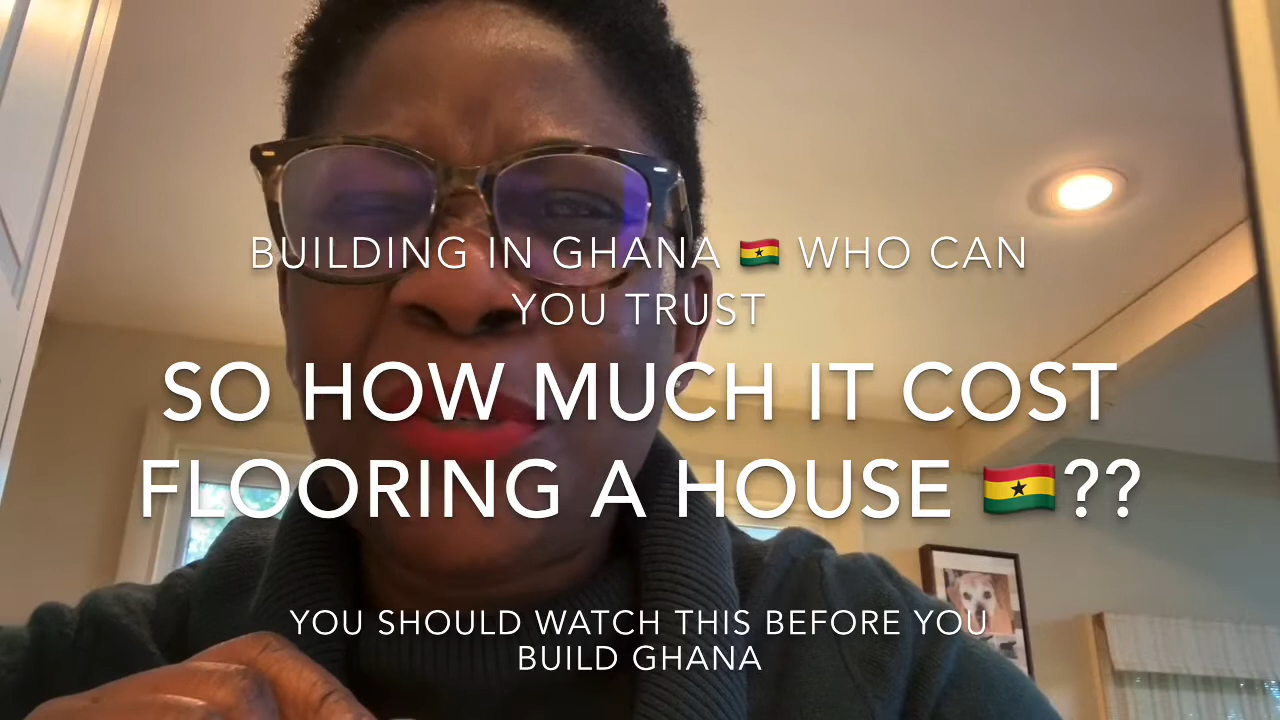 BUILDING IN GHANA 🇬🇭 WHO CAN
YOU TRUST
SO HOW MUCH IT COST
FLOORING A HOUSE 🇬🇭??
YOU SHOULD WATCH THIS BEFORE YOU
BUILD GHANA